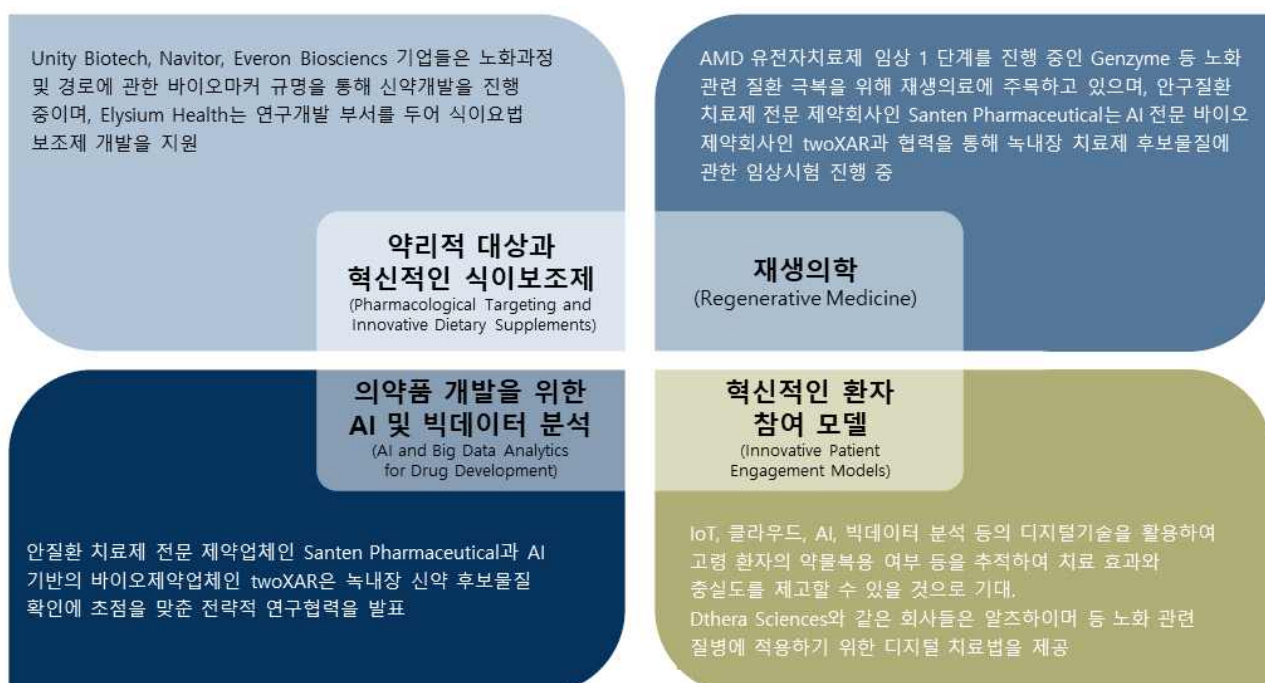 Unity Biotech, Navitor, Everon Biosciencs 기업들은 노화과정
및 경로에 관한 바이오마커 규명을 통해 신약개발을 진행
중이며, Elysium Health는 연구개발 부서를 두어 식이요법
보조제 개발을 지원
약리적 대상과
혁신적인 식이보조제
(Pharmacological Targeting and
Innovative Dietary Supplements)
AMD 유전자치료제 임상 1 단계를 진행 중인 Genzyme 등 노화
관련 질환 극복을 위해 재생의료에 주목하고 있으며, 안구질환
치료제 전문 제약회사인 Santen Pharmaceutical는 AI 전문 바이오
제약회사인 twoXAR과 협력을 통해 녹내장 치료제 후보물질에
관한 임상시험 진행 중
재생의학
(Regenerative Medicine)
의약품 개발을 위한
AI 및 빅데이터 분석
(AI and Big Data Analytics
for Drug Development)
안질환 치료제 전문 제약업체인 Santen Pharmaceutical과 AI
기반의 바이오제약업체인 twoXAR은 녹내장 신약 후보물질
확인에 초점을 맞춘 전략적 연구협력을 발표
혁신적인 환자
참여 모델
(Innovative Patient
Engagement Models)
IoT, 클라우드, AI, 빅데이터 분석 등의 디지털기술을 활용하여
고령 환자의 약물복용 여부 등을 추적하여 치료 효과와
충실도를 제고할 수 있을 것으로 기대.
Dthera Sciences와 같은 회사들은 알츠하이머 등 노화 관련
질병에 적용하기 위한 디지털 치료법을 제공